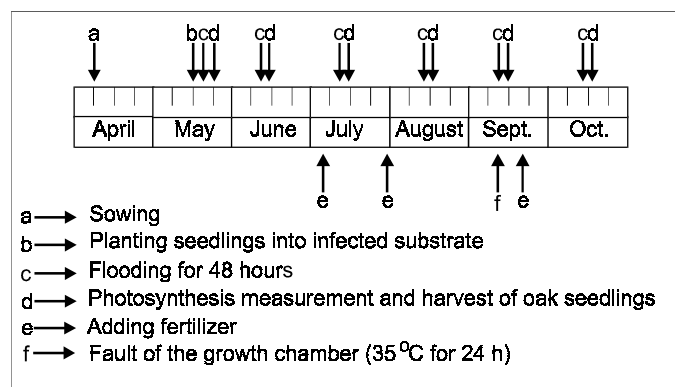 a bcd cd cd cd cd cd
April May June July August Sept. Oct.
e e f e
a Sowing
b Planting seedlings into infected substrate
c Flooding for 48 hours
d Photosynthesis measurement and harvest of oak seedlings
e Adding fertilizer
f Fault of the growth chamber (35 °C for 24 h)